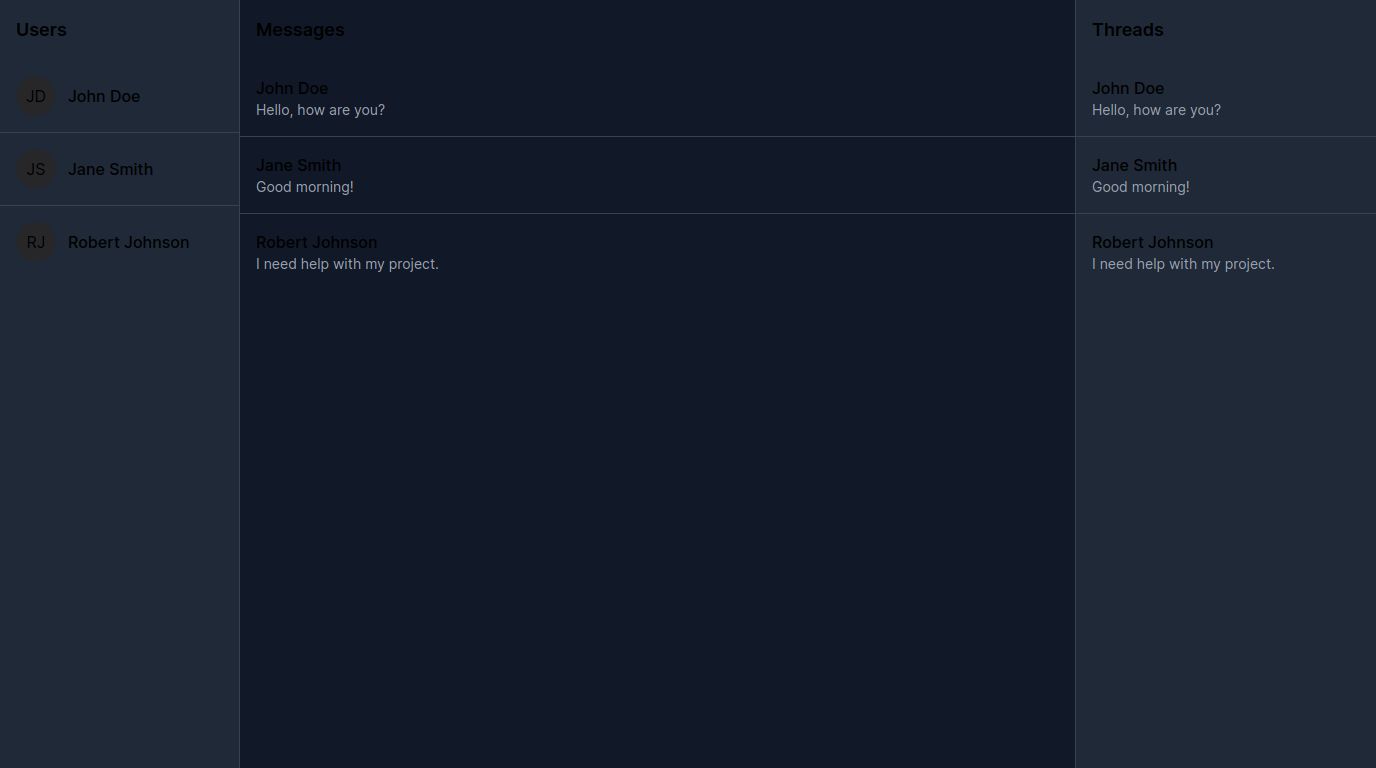 Users
JD John Doe
JS Jane Smith
RJ Robert Johnson
Messages
John Doe
Hello, how are you?
Jane Smith
Good morning!
Robert Johnson
I need help with my project.
Threads
John Doe
Hello, how are you?
Jane Smith
Good morning!
Robert Johnson
I need help with my project.